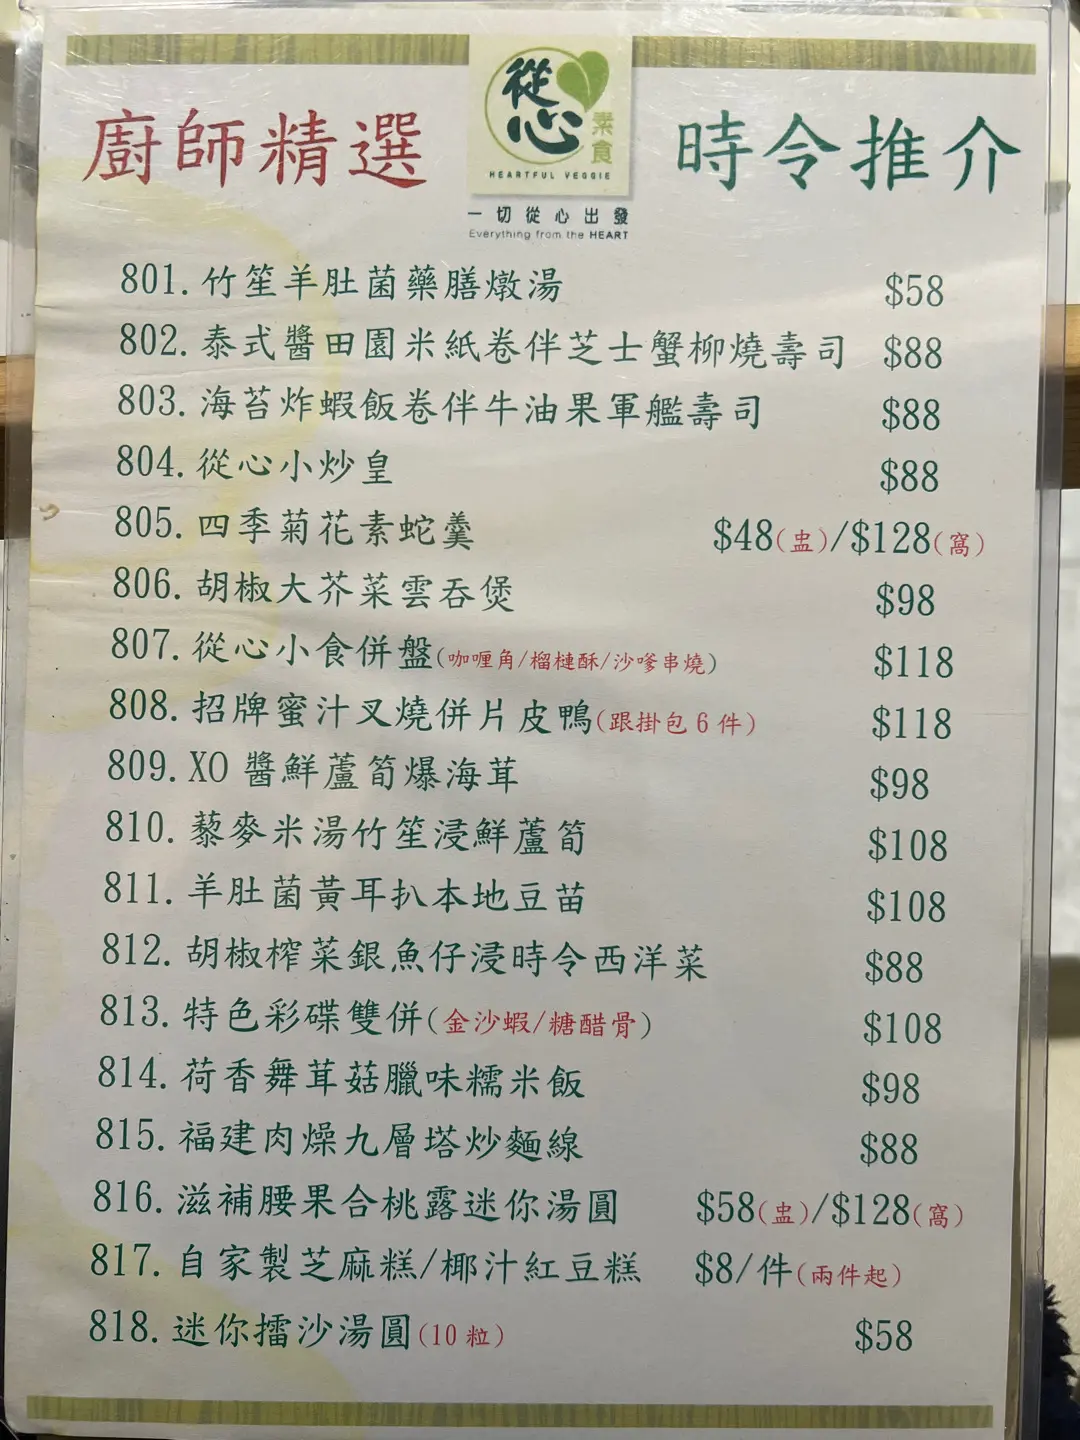 廚師精選
從心
素食
HEARTFUL VEGGIE
一切從心出發
Everything from the HEART
時令推介
801. 竹笙羊肚菌藥膳燉湯 $58
802. 泰式醬田園米紙卷伴芝士蟹柳燒壽司 $88
803. 海苔炸蝦飯卷伴牛油果軍艦壽司 $88
804. 從心小炒皇 $88
805. 四季菊花素蛇羹 $48(盅)/$128(窩)
806. 胡椒大芥菜雲吞煲 $98
807. 從心小食併盤(咖喱角/榴槤酥/沙嗲串燒) $118
808. 招牌蜜汁叉燒併片皮鴨(跟掛包6件) $118
809. XO 醬鮮蘆筍爆海茸 $98
810. 藜麥米湯竹笙浸鮮蘆筍 $108
811. 羊肚菌黃耳扒本地豆苗 $108
812. 胡椒榨菜銀魚仔浸時令西洋菜 $88
813. 特色彩碟雙併(金沙蝦/糖醋骨) $108
814. 荷香舞茸菇臘味糯米飯 $98
815. 福建肉燥九層塔炒麵線 $88
816. 滋補腰果合桃露迷你湯圓 $58(盅)/$128(窩)
817. 自家製芝麻糕/椰汁紅豆糕 $8/件(兩件起)
818. 迷你擂沙湯圓(10粒) $58